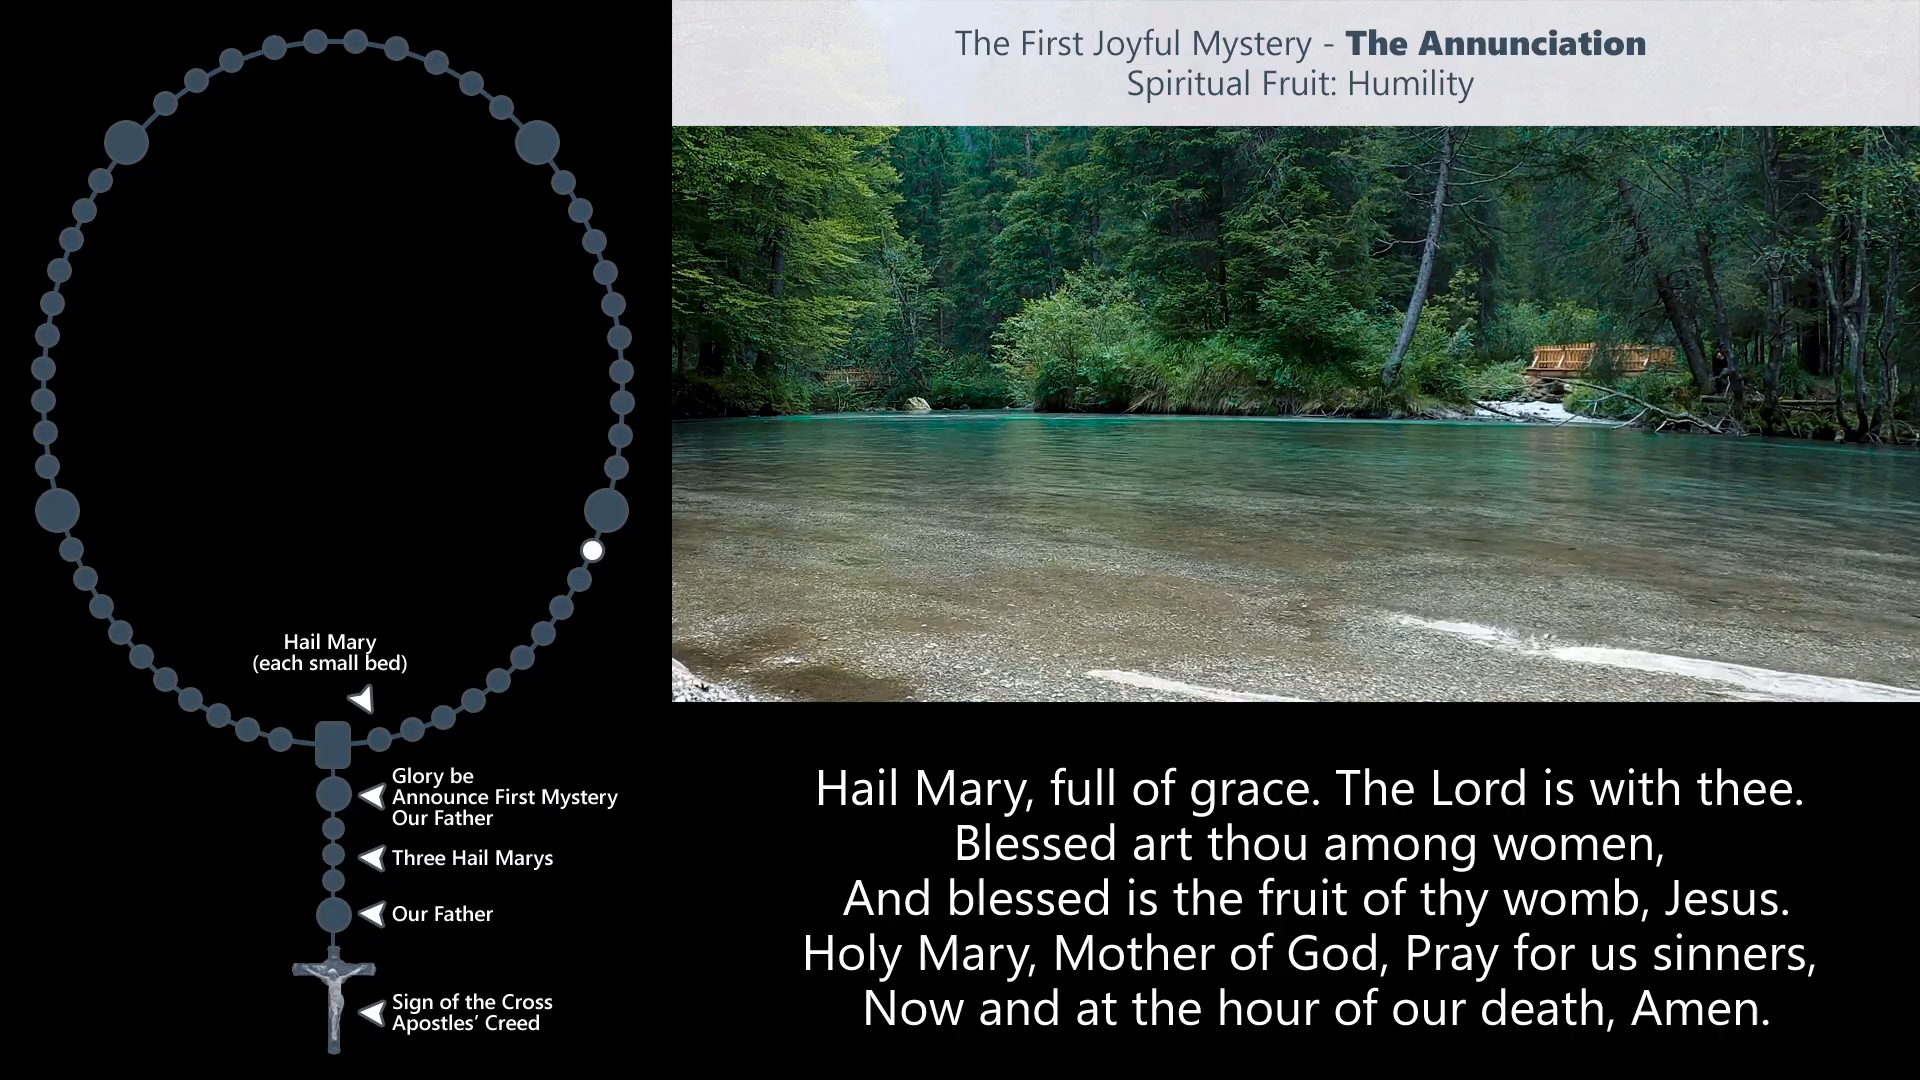 The First Joyful Mystery - The Annunciation
Spiritual Fruit: Humility
Hail Mary
(each small bed)
Glory be
Announce First Mystery
Our Father
Three Hail Marys
Our Father
Sign of the Cross
Apostles’ Creed
Hail Mary, full of grace. The Lord is with thee.
Blessed art thou among women,
And blessed is the fruit of thy womb, Jesus.
Holy Mary, Mother of God, Pray for us sinners,
Now and at the hour of our death, Amen.